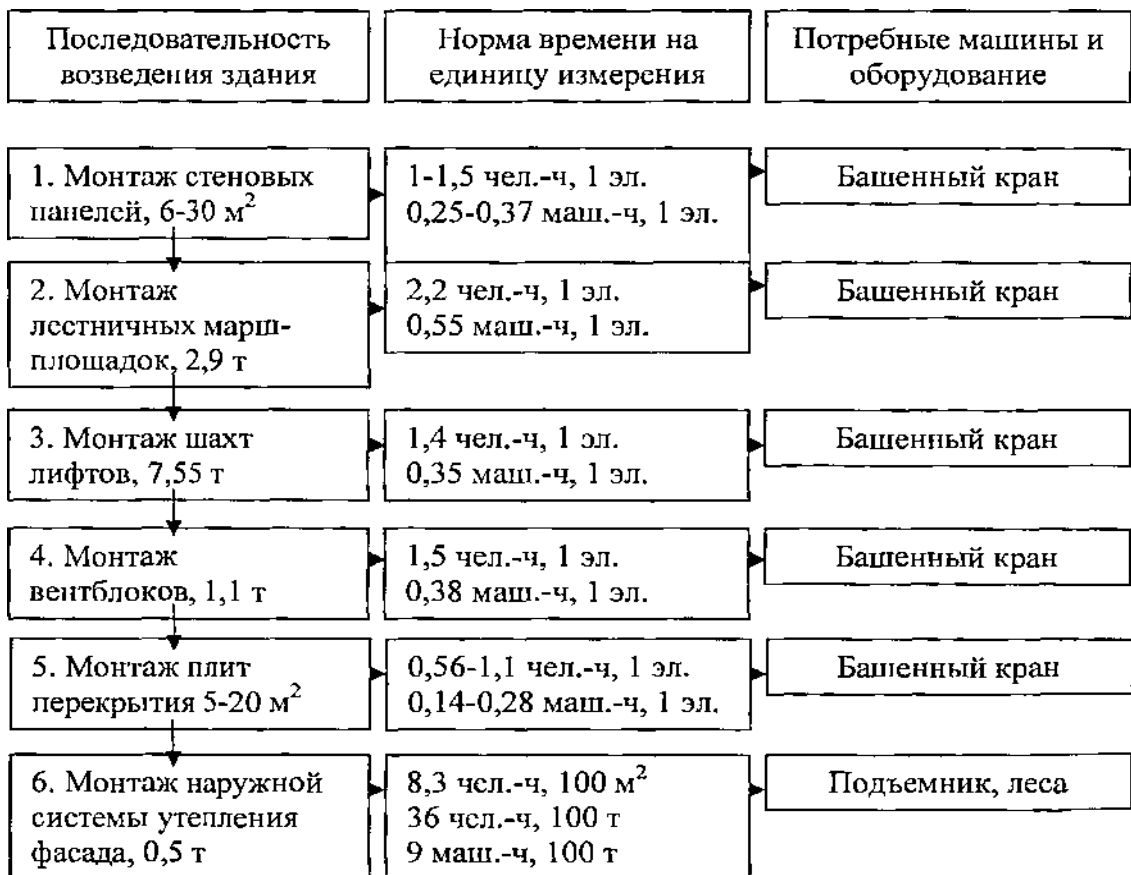 Последовательность
возведения здания
Норма времени на
единицу измерения
Потребные машины и
оборудование
1. Монтаж стеновых
панелей, 6-30 м²
1-1,5 чел.-ч, 1 эл.
0,25-0,37 маш.-ч, 1 эл.
Башенный кран
2. Монтаж
лестничных марш-
площадок, 2,9 т
2,2 чел.-ч, 1 эл.
0,55 маш.-ч, 1 эл.
Башенный кран
3. Монтаж шахт
лифтов, 7,55 т
1,4 чел.-ч, 1 эл.
0,35 маш.-ч, 1 эл.
Башенный кран
4. Монтаж
вентблоков, 1,1 т
1,5 чел.-ч, 1 эл.
0,38 маш.-ч, 1 эл.
Башенный кран
5. Монтаж плит
перекрытия 5-20 м²
0,56-1,1 чел.-ч, 1 эл.
0,14-0,28 маш.-ч, 1 эл.
Башенный кран
6. Монтаж наружной
системы утепления
фасада, 0,5 т
8,3 чел.-ч, 100 м²
36 чел.-ч, 100 т
9 маш.-ч, 100 т
Подъемник, леса